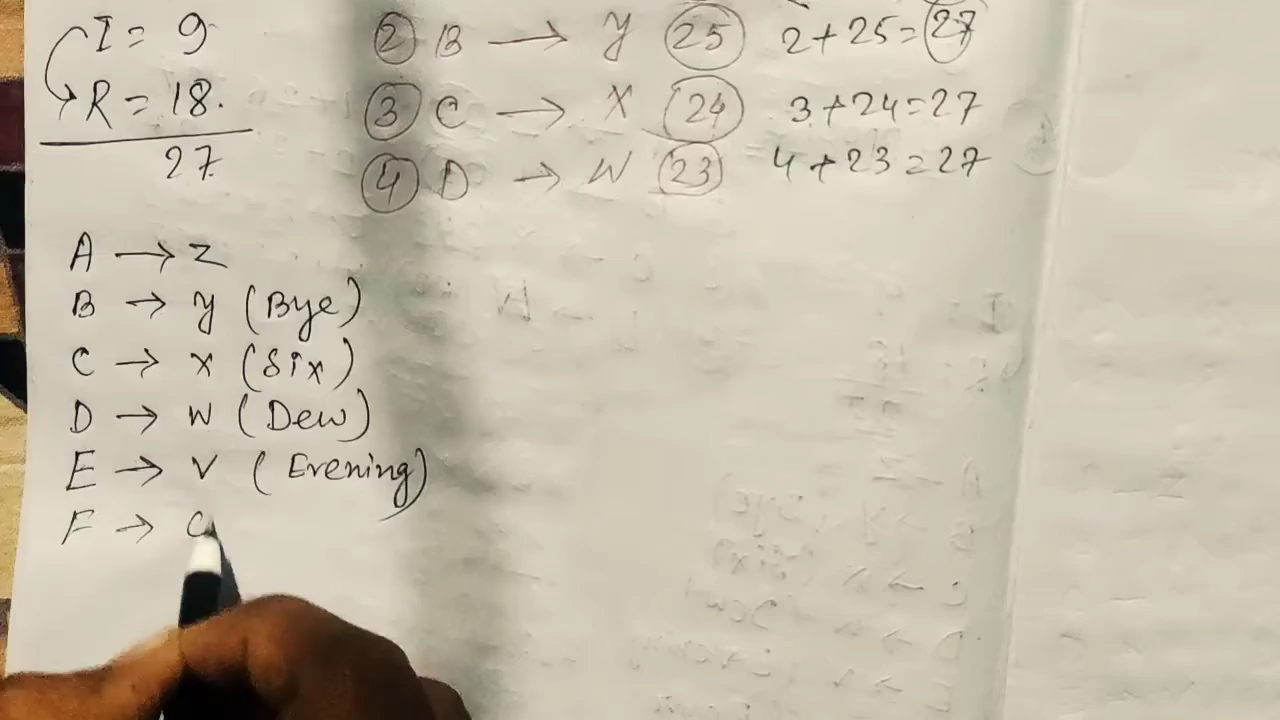 I = 9
R = 18.
27.
2 B → Y 25 2+25=27
3 C → X 24 3+24=27
4 D → W 23 4+23=27
A → Z
B → y (Bye)
C → x (Six)
D → W (Dew)
E → V (Evening)
F →